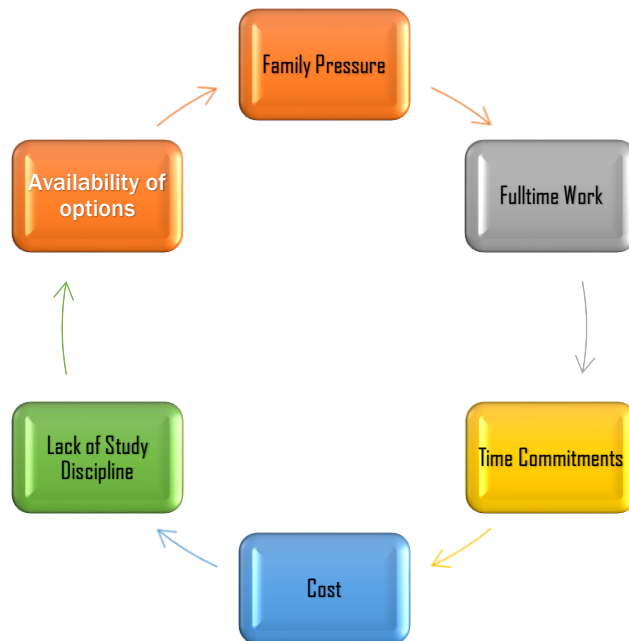 Family Pressure
Fulltime Work
Time Commitments
Cost
Lack of Study
Discipline
Availability of
options